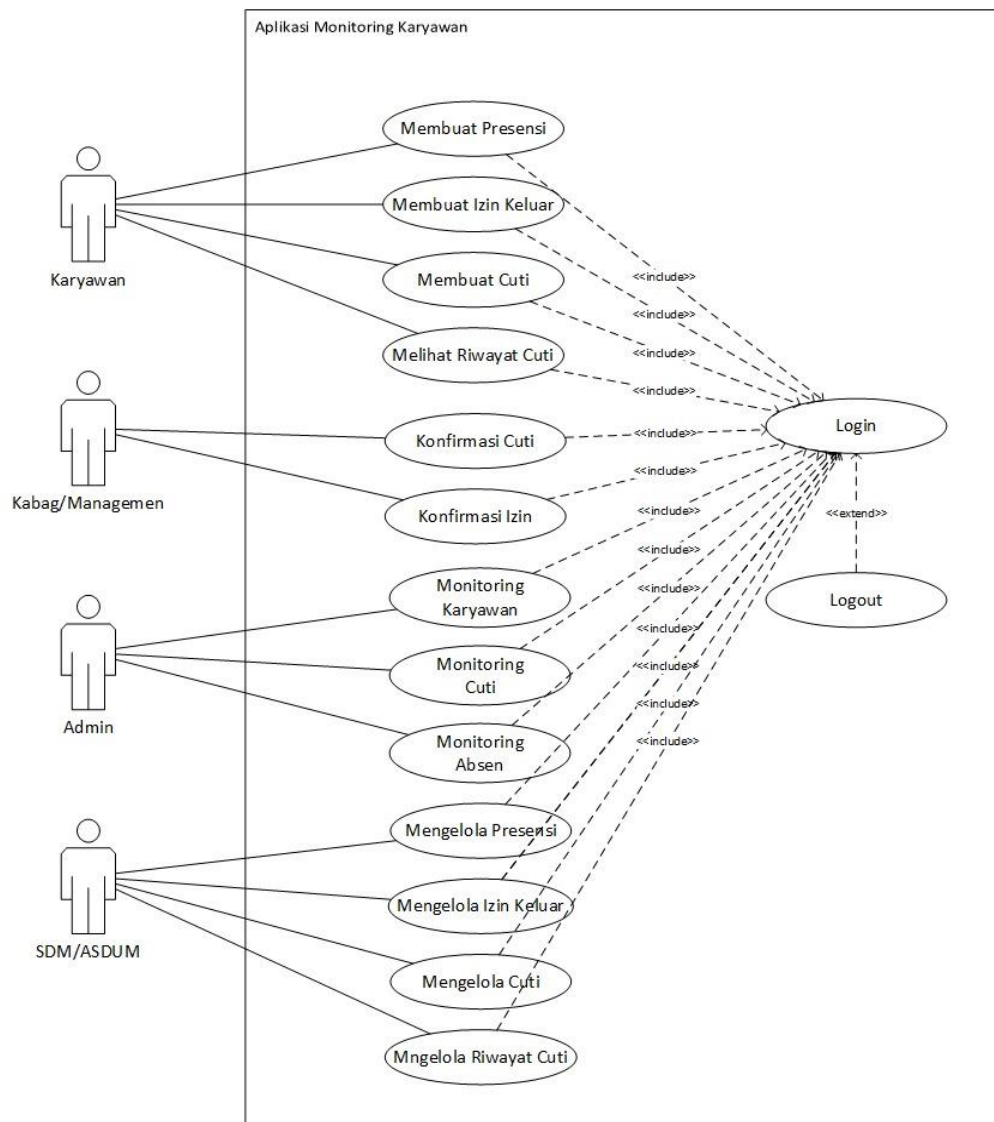 Aplikasi Monitoring Karyawan
Membuat Presensi
Membuat Izin Keluar
Karyawan
Membuat Cuti
<<include>>
<<include>>
Melihat Riwayat Cuti
<<include>>
<<include>>
Login
Konfirmasi Cuti
<<include>>
Kabag/Managemen
<<include>>
Konfirmasi Izin
<<include>>
<<extend>>
<<include>>
Monitoring
Karyawan
<<include>>
Logout
<<include>>
Monitoring
Cuti
<<include>>
Admin
<<include>>
Monitoring
Absen
<<include>>
Mengelola Presensi
Mengelola Izin Keluar
SDM/ASDUM
Mengelola Cuti
Mngelola Riwayat Cuti